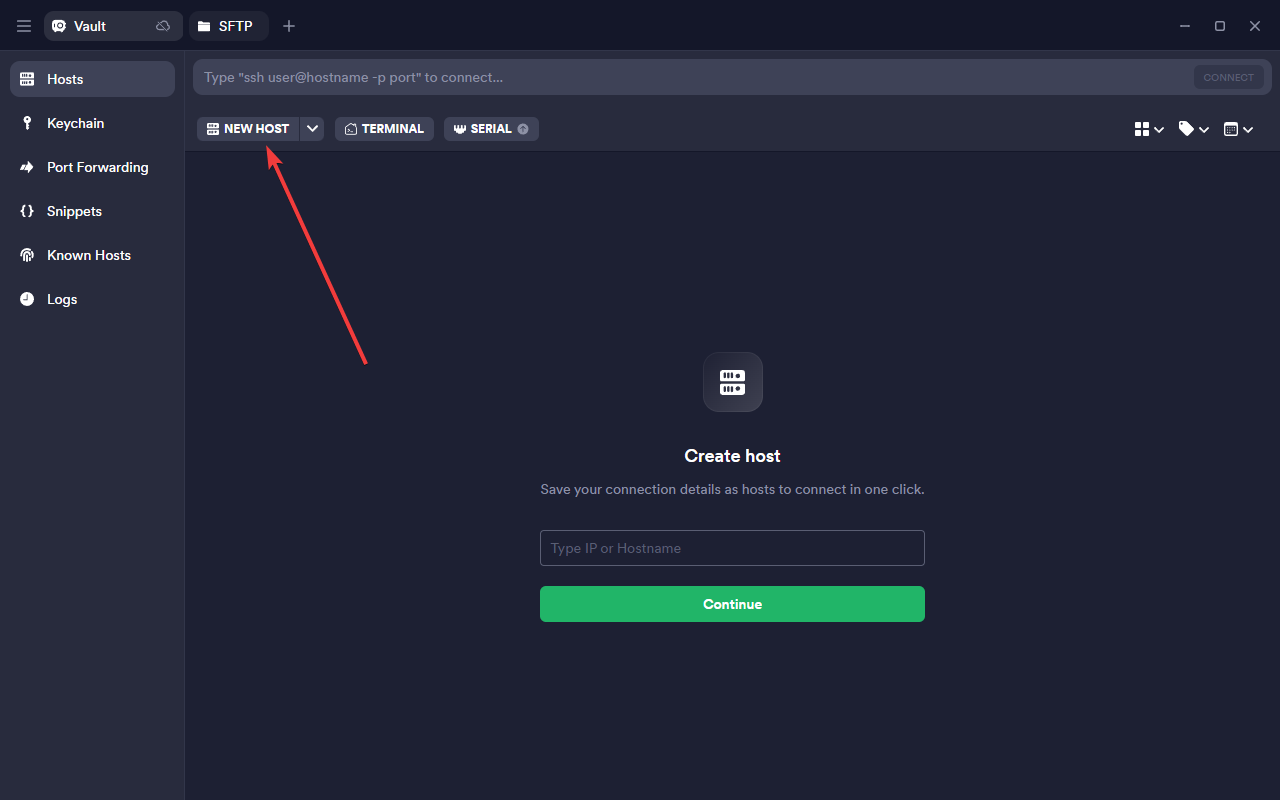 Vault
SFTP
Hosts
Keychain
Port Forwarding
Snippets
Known Hosts
Logs
Type "ssh user@hostname -p port" to connect...
CONNECT
NEW HOST
TERMINAL
SERIAL
Create host
Save your connection details as hosts to connect in one click.
Type IP or Hostname
Continue